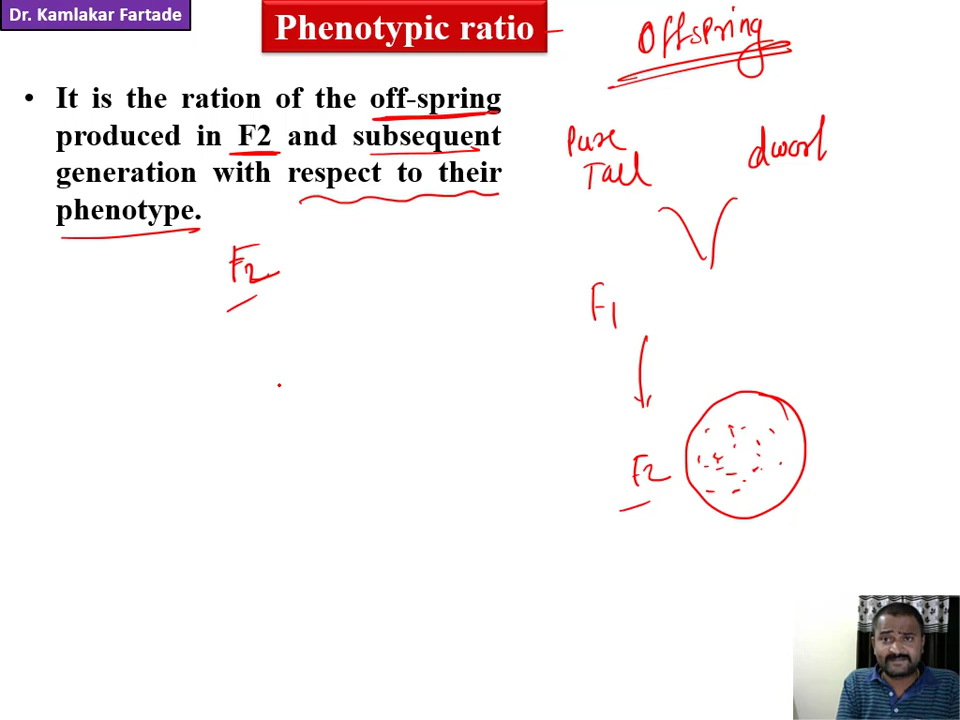 Dr. Kamlakar Fartade
Phenotypic ratio
Offspring
• It is the ration of the off-spring
produced in F2 and subsequent
generation with respect to their
phenotype.
Pure
Tall
dwarf
F2
F1
F2